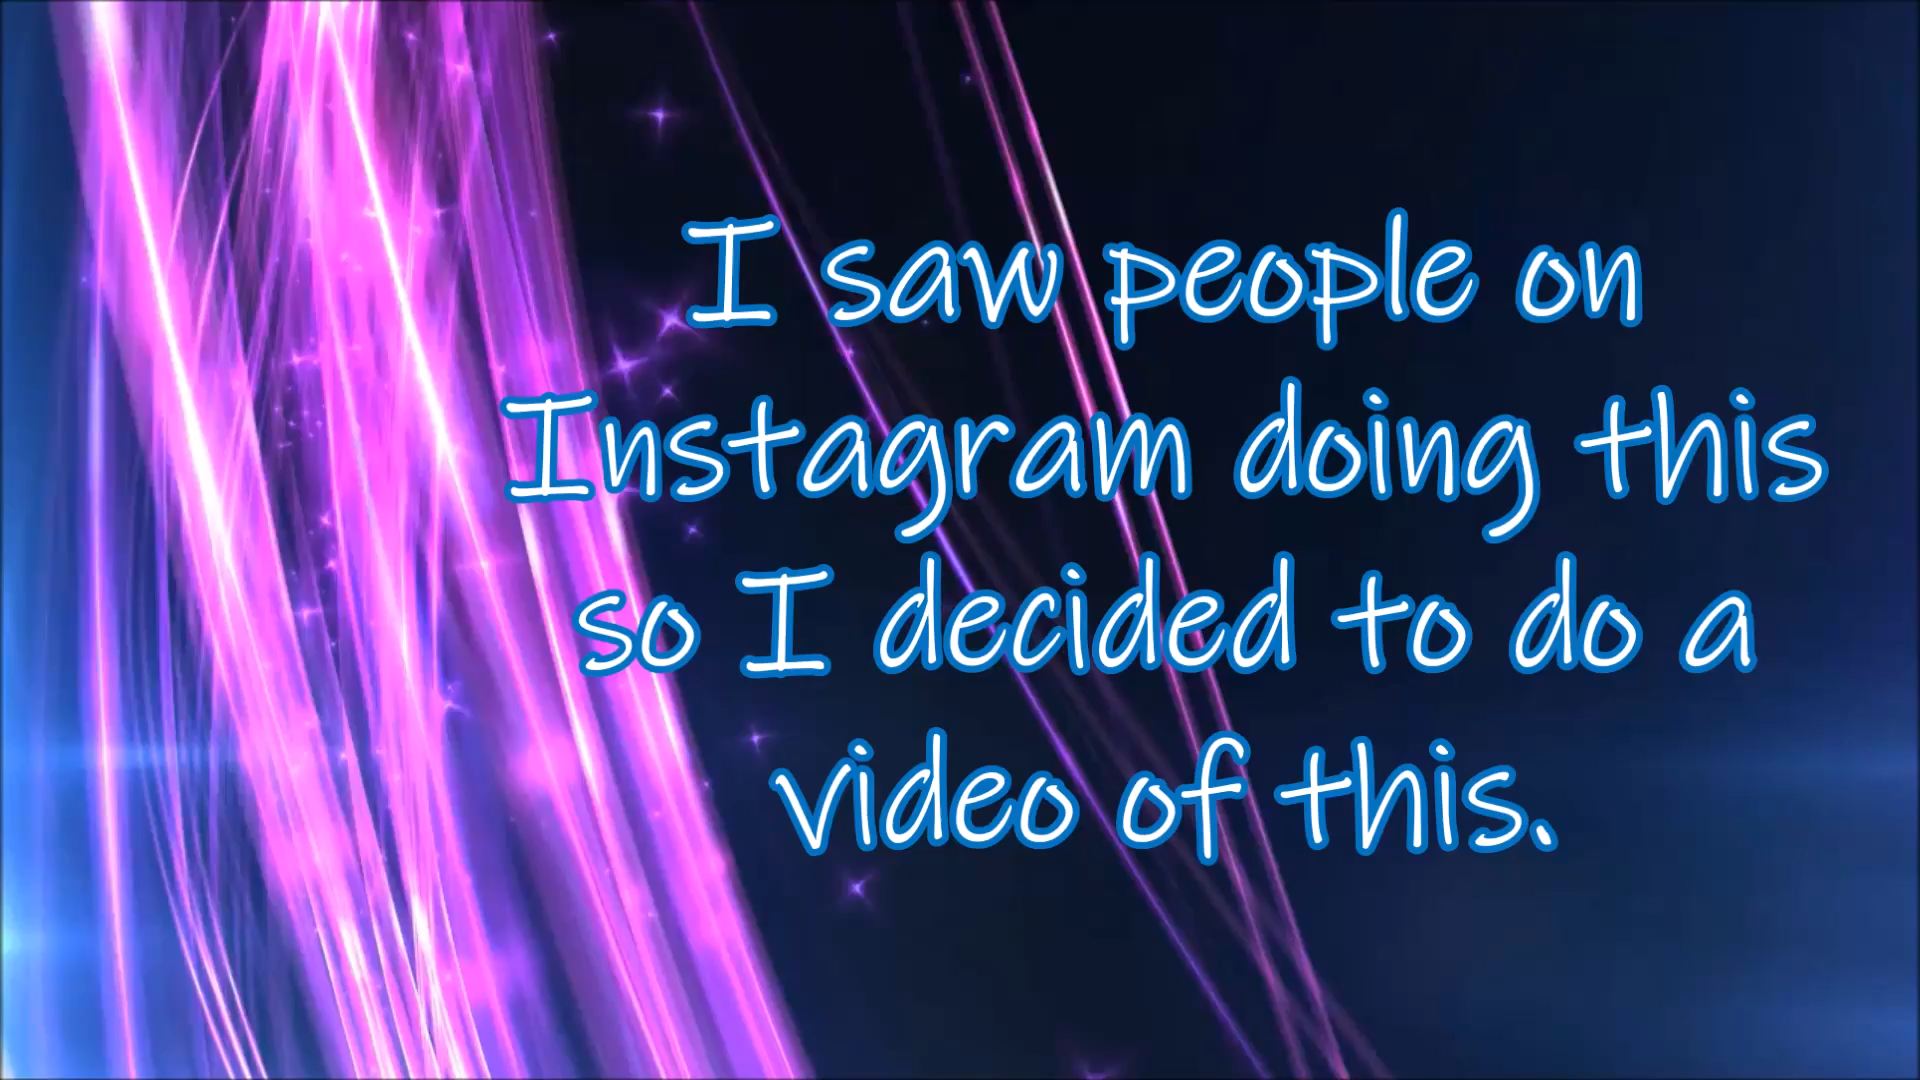 I saw people on
Instagram doing this
so I decided to do a
video of this.